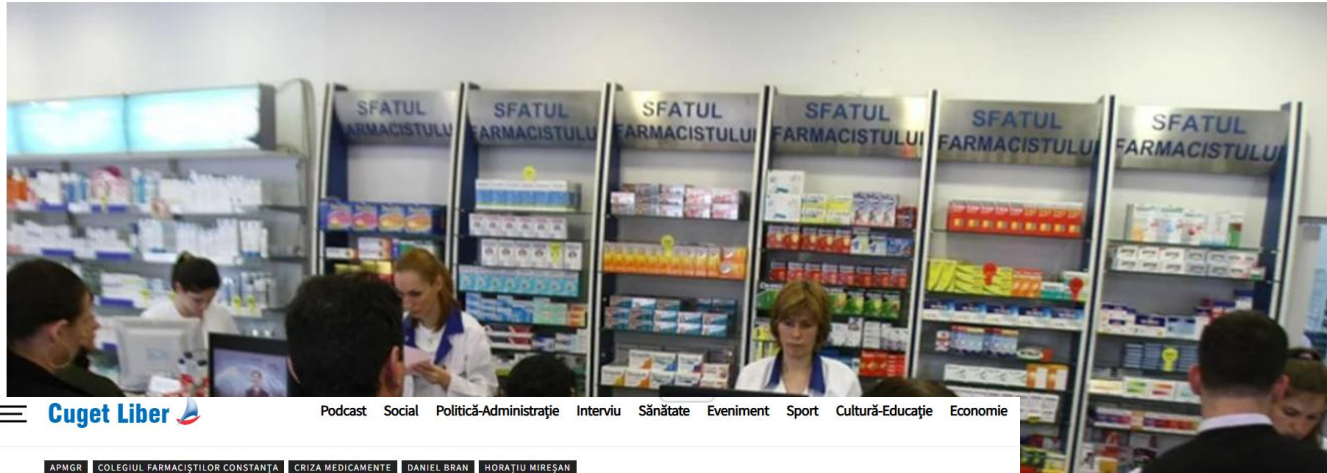 SFATUL FARMACISTULUI
SFATUL FARMACISTULUI
SFATUL FARMACISTULUI
SFATUL FARMACISTULUI
SFATUL FARMACISTULUI
SFATUL FARMACISTULUI
Cuget Liber
Podcast Social Politică-Administrație Interviu Sănătate Eveniment Sport Cultură-Educație Economie
APMGR COLEGIUL FARMACIȘTILOR CONSTANȚA CRIZA MEDICAMENTE DANIEL BRAN HORAȚIU MIREȘAN